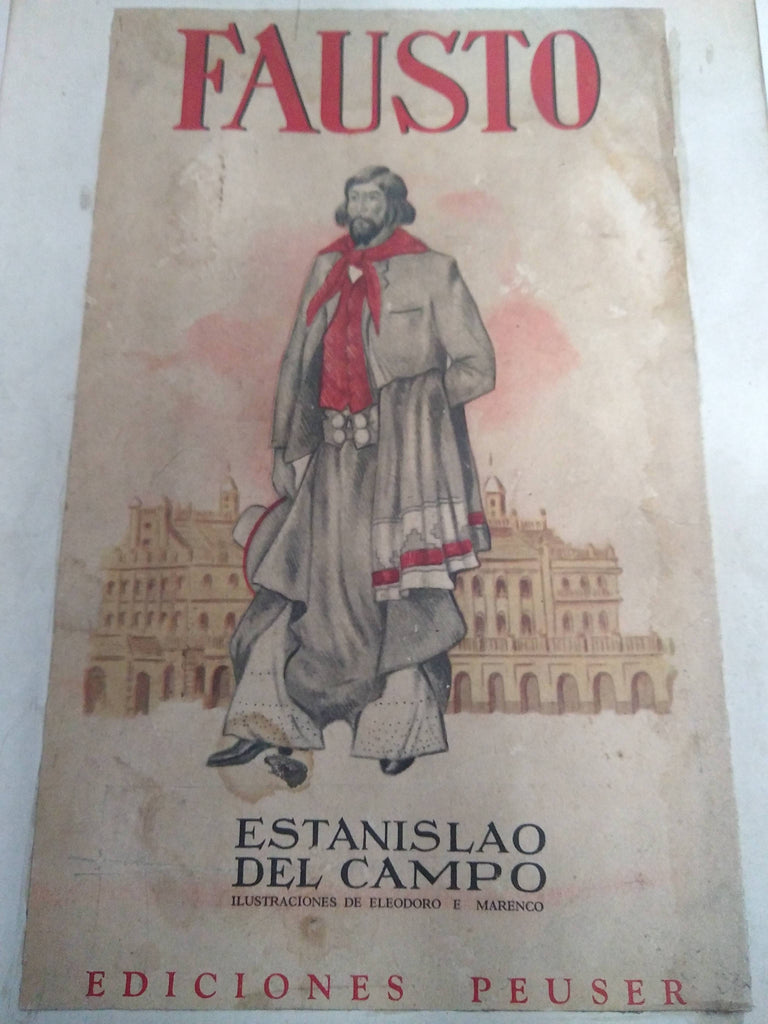 FAUSTO
ESTANISLAO
DEL CAMPO
ILUSTRACIONES DE ELEODORO E MARENCO
EDICIONES PEUSER